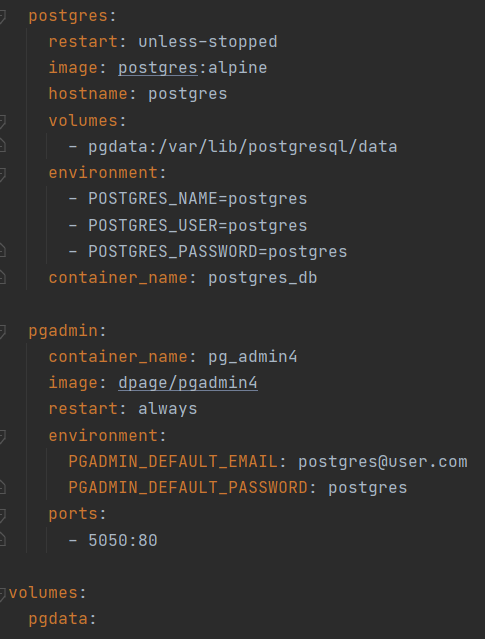 postgres:
restart: unless-stopped
image: postgres:alpine
hostname: postgres
volumes:
- pgdata:/var/lib/postgresql/data
environment:
- POSTGRES_NAME=postgres
- POSTGRES_USER=postgres
- POSTGRES_PASSWORD=postgres
container_name: postgres_db
pgadmin:
container_name: pg_admin4
image: dpage/pgadmin4
restart: always
environment:
PGADMIN_DEFAULT_EMAIL: postgres@user.com
PGADMIN_DEFAULT_PASSWORD: postgres
ports:
- 5050:80
volumes:
pgdata: